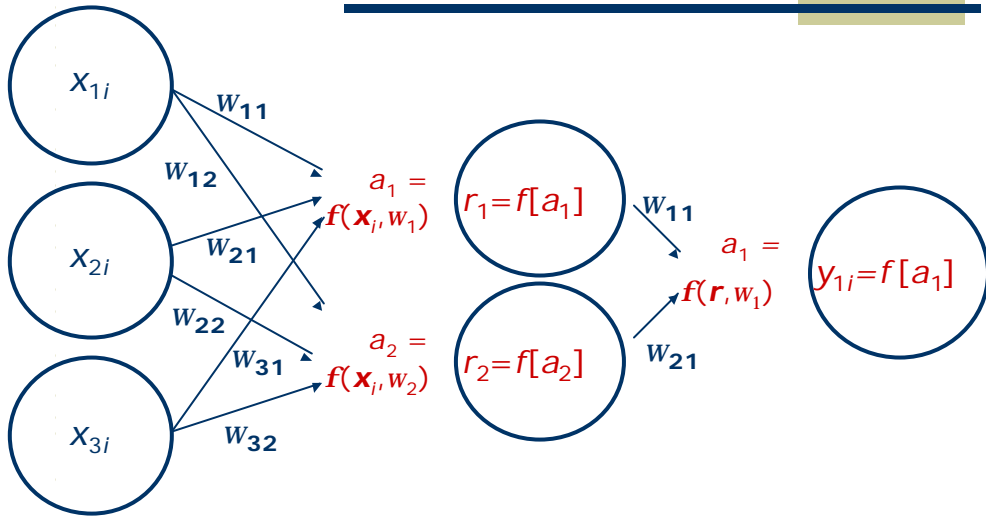 x1i
w11
w12
a1 =
f(xi, w1)
r1=f[a1]
w11
x2i
w21
a1 =
f(r, w1)
y1i=f[a1]
w22
w31
a2 =
f(xi, w2)
r2=f[a2]
w21
x3i
w32